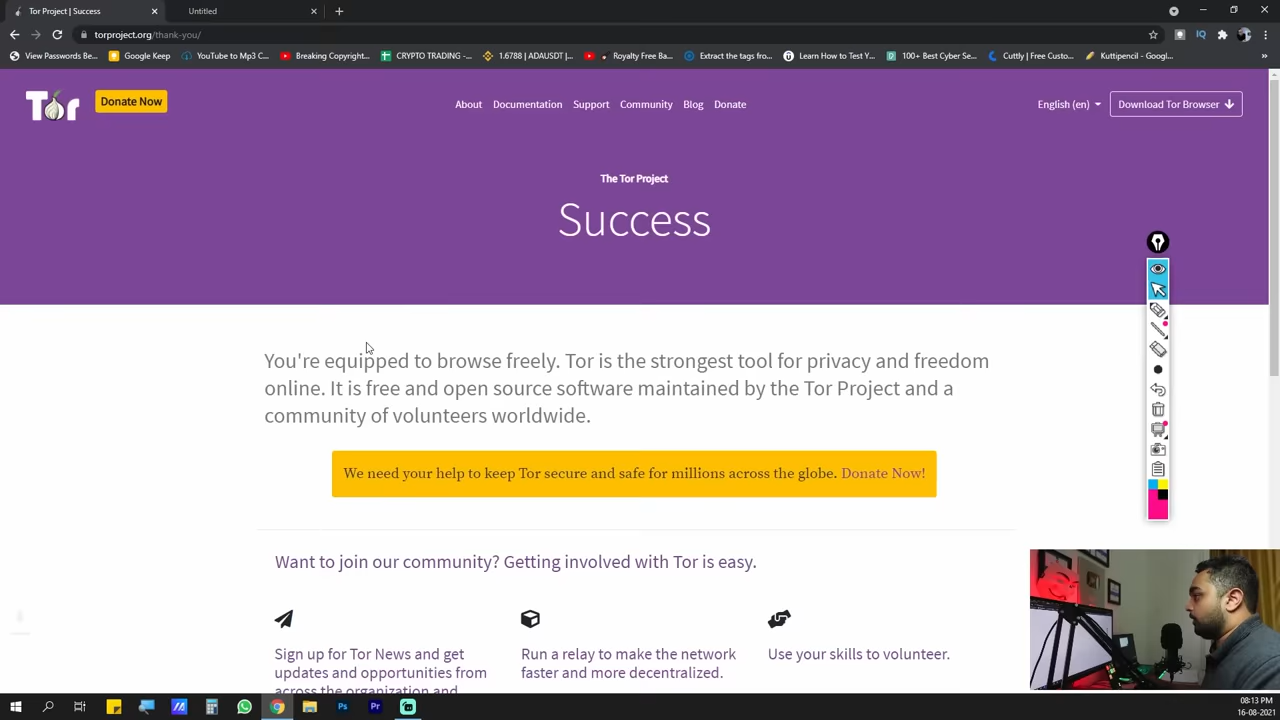 Tor Project | Success
Untitled
torproject.org/thank-you/
View Passwords Be...
Google Keep
YouTube to Mp3 C...
Breaking Copyright...
CRYPTO TRADING -...
1.6788 | ADAUSDT |...
Royalty Free Ba...
Extract the tags fro...
Learn How to Test Y...
100+ Best Cyber Se...
Cuttly | Free Custo...
Kuttipencil - Googl...
Tor
Donate Now
About
Documentation
Support
Community
Blog
Donate
English (en)
Download Tor Browser
The Tor Project
Success
You're equipped to browse freely. Tor is the strongest tool for privacy and freedom
online. It is free and open source software maintained by the Tor Project and a
community of volunteers worldwide.
We need your help to keep Tor secure and safe for millions across the globe. Donate Now!
Want to join our community? Getting involved with Tor is easy.
Sign up for Tor News and get
updates and opportunities from
across the organization and
Run a relay to make the network
faster and more decentralized.
Use your skills to volunteer.
Ps
Pr
08:13 PM
16-08-2021